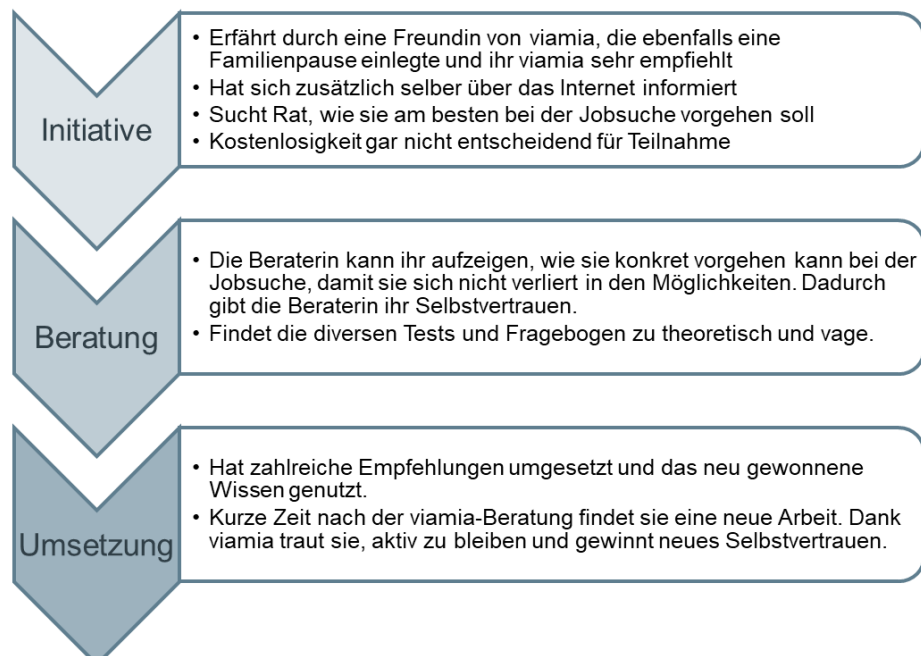 Initiative
• Erfährt durch eine Freundin von viamia, die ebenfalls eine
Familienpause einlegte und ihr viamia sehr empfiehlt
• Hat sich zusätzlich selber über das Internet informiert
• Sucht Rat, wie sie am besten bei der Jobsuche vorgehen soll
• Kostenlosigkeit gar nicht entscheidend für Teilnahme
Beratung
• Die Beraterin kann ihr aufzeigen, wie sie konkret vorgehen kann bei der
Jobsuche, damit sie sich nicht verliert in den Möglichkeiten. Dadurch
gibt die Beraterin ihr Selbstvertrauen.
• Findet die diversen Tests und Fragebogen zu theoretisch und vage.
Umsetzung
• Hat zahlreiche Empfehlungen umgesetzt und das neu gewonnene
Wissen genutzt.
• Kurze Zeit nach der viamia-Beratung findet sie eine neue Arbeit. Dank
viamia traut sie, aktiv zu bleiben und gewinnt neues Selbstvertrauen.